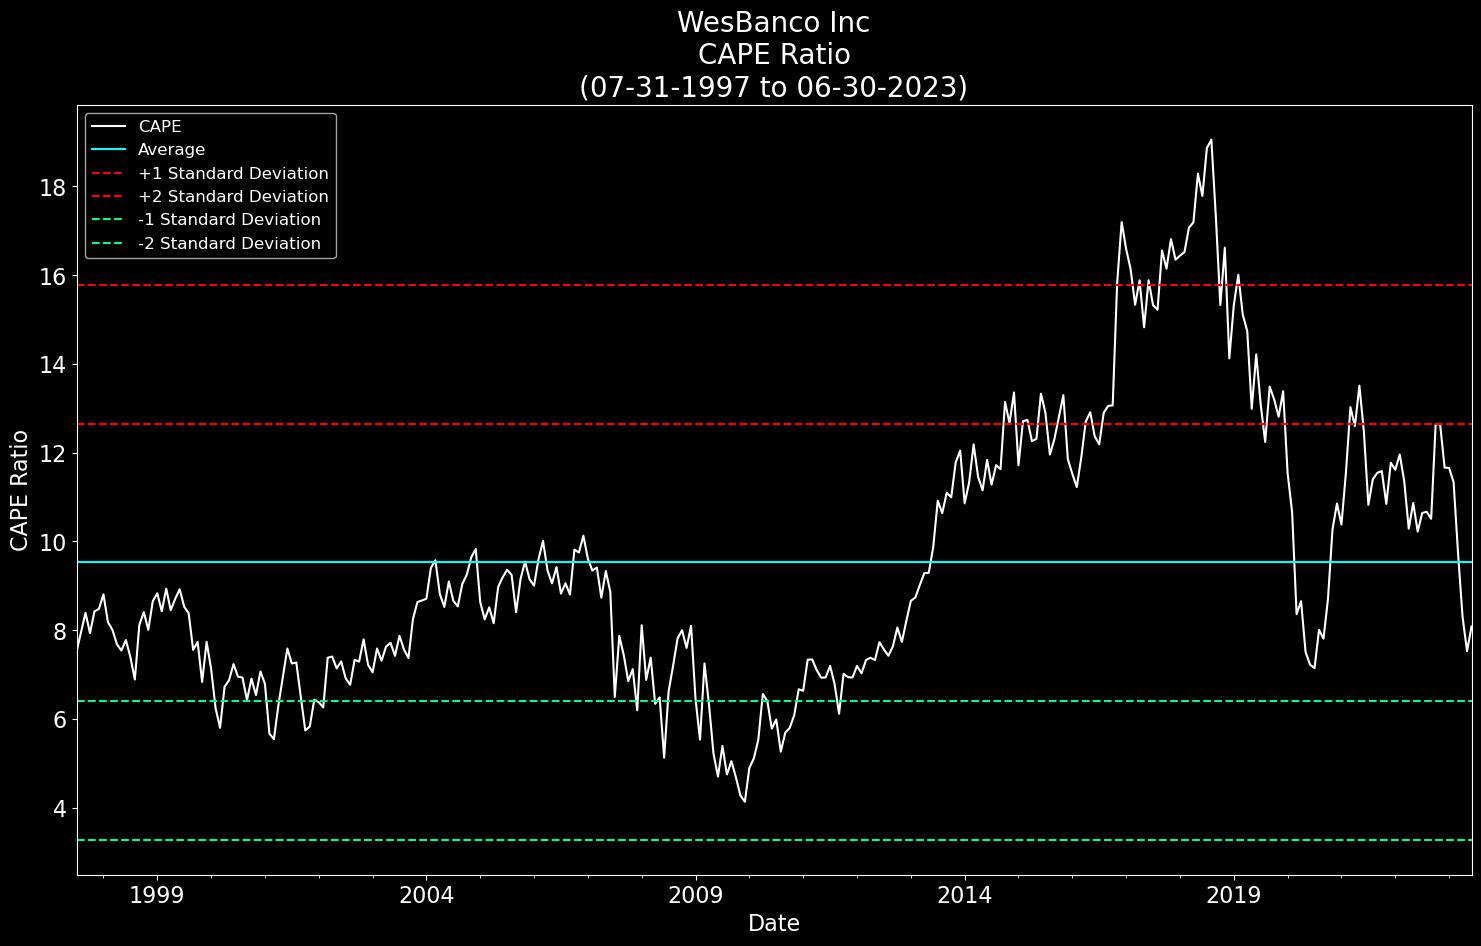 WesBanco Inc
CAPE Ratio
(07-31-1997 to 06-30-2023)
CAPE
Average
+1 Standard Deviation
+2 Standard Deviation
-1 Standard Deviation
-2 Standard Deviation
CAPE Ratio
18
16
14
12
10
8
6
4
1999 2004 2009 2014 2019
Date